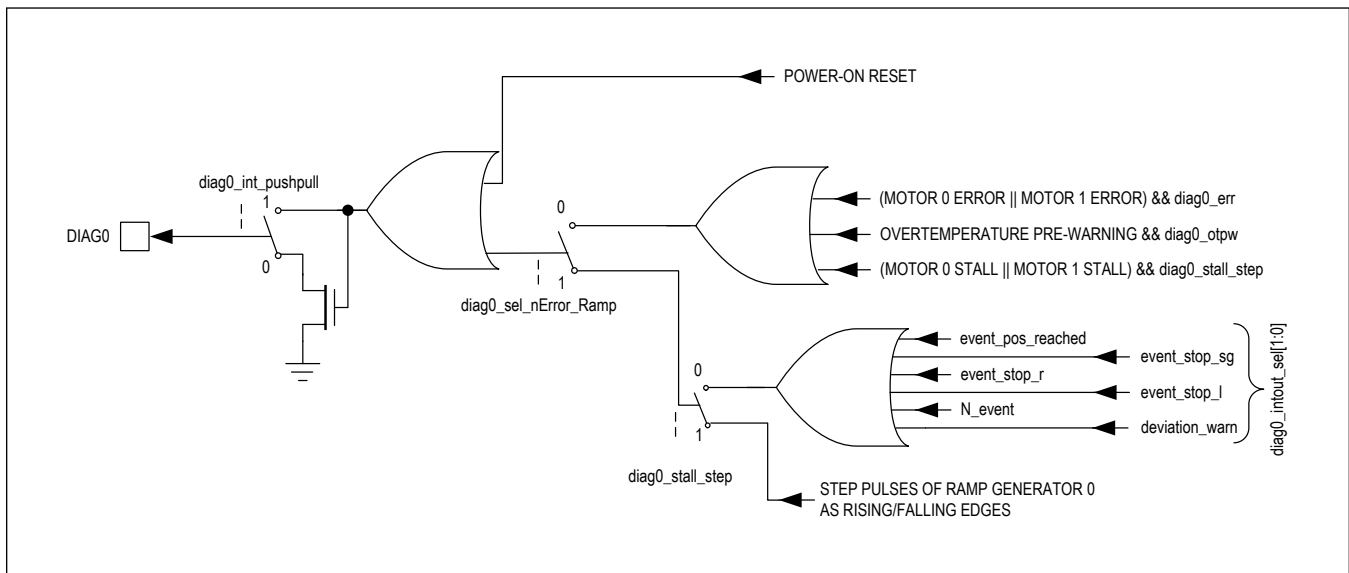 POWER-ON RESET
diag0_int_pushpull
1
0
DIAG0
0
1
diag0_sel_nError_Ramp
(MOTOR 0 ERROR || MOTOR 1 ERROR) && diag0_err
OVERTEMPERATURE PRE-WARNING && diag0_otpw
(MOTOR 0 STALL || MOTOR 1 STALL) && diag0_stall_step
event_pos_reached
event_stop_sg
event_stop_r
event_stop_l
N_event
deviation_warn
diag0_intout_sel[1:0]
0
1
diag0_stall_step
STEP PULSES OF RAMP GENERATOR 0
AS RISING/FALLING EDGES